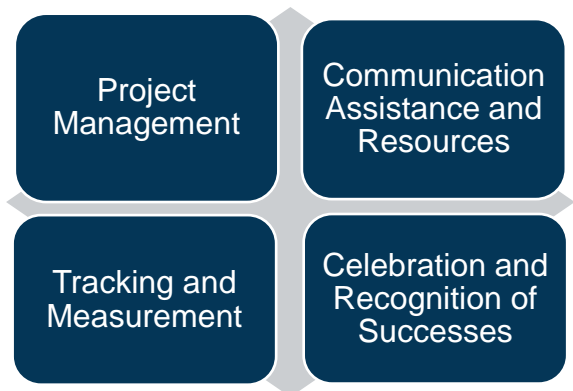 Project
Management
Communication
Assistance and
Resources
Tracking and
Measurement
Celebration and
Recognition of
Successes